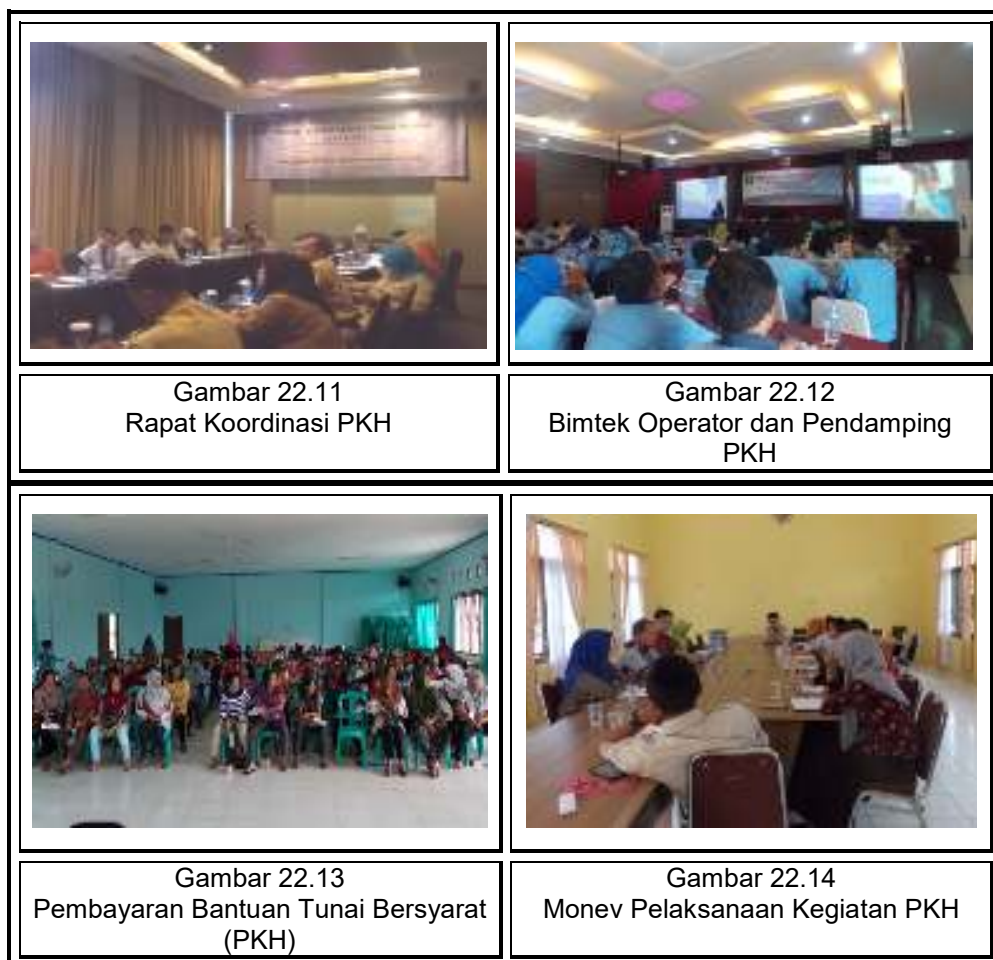 Gambar 22.11
Rapat Koordinasi PKH
Gambar 22.12
Bimtek Operator dan Pendamping
PKH
Gambar 22.13
Pembayaran Bantuan Tunai Bersyarat
(PKH)
Gambar 22.14
Monev Pelaksanaan Kegiatan PKH